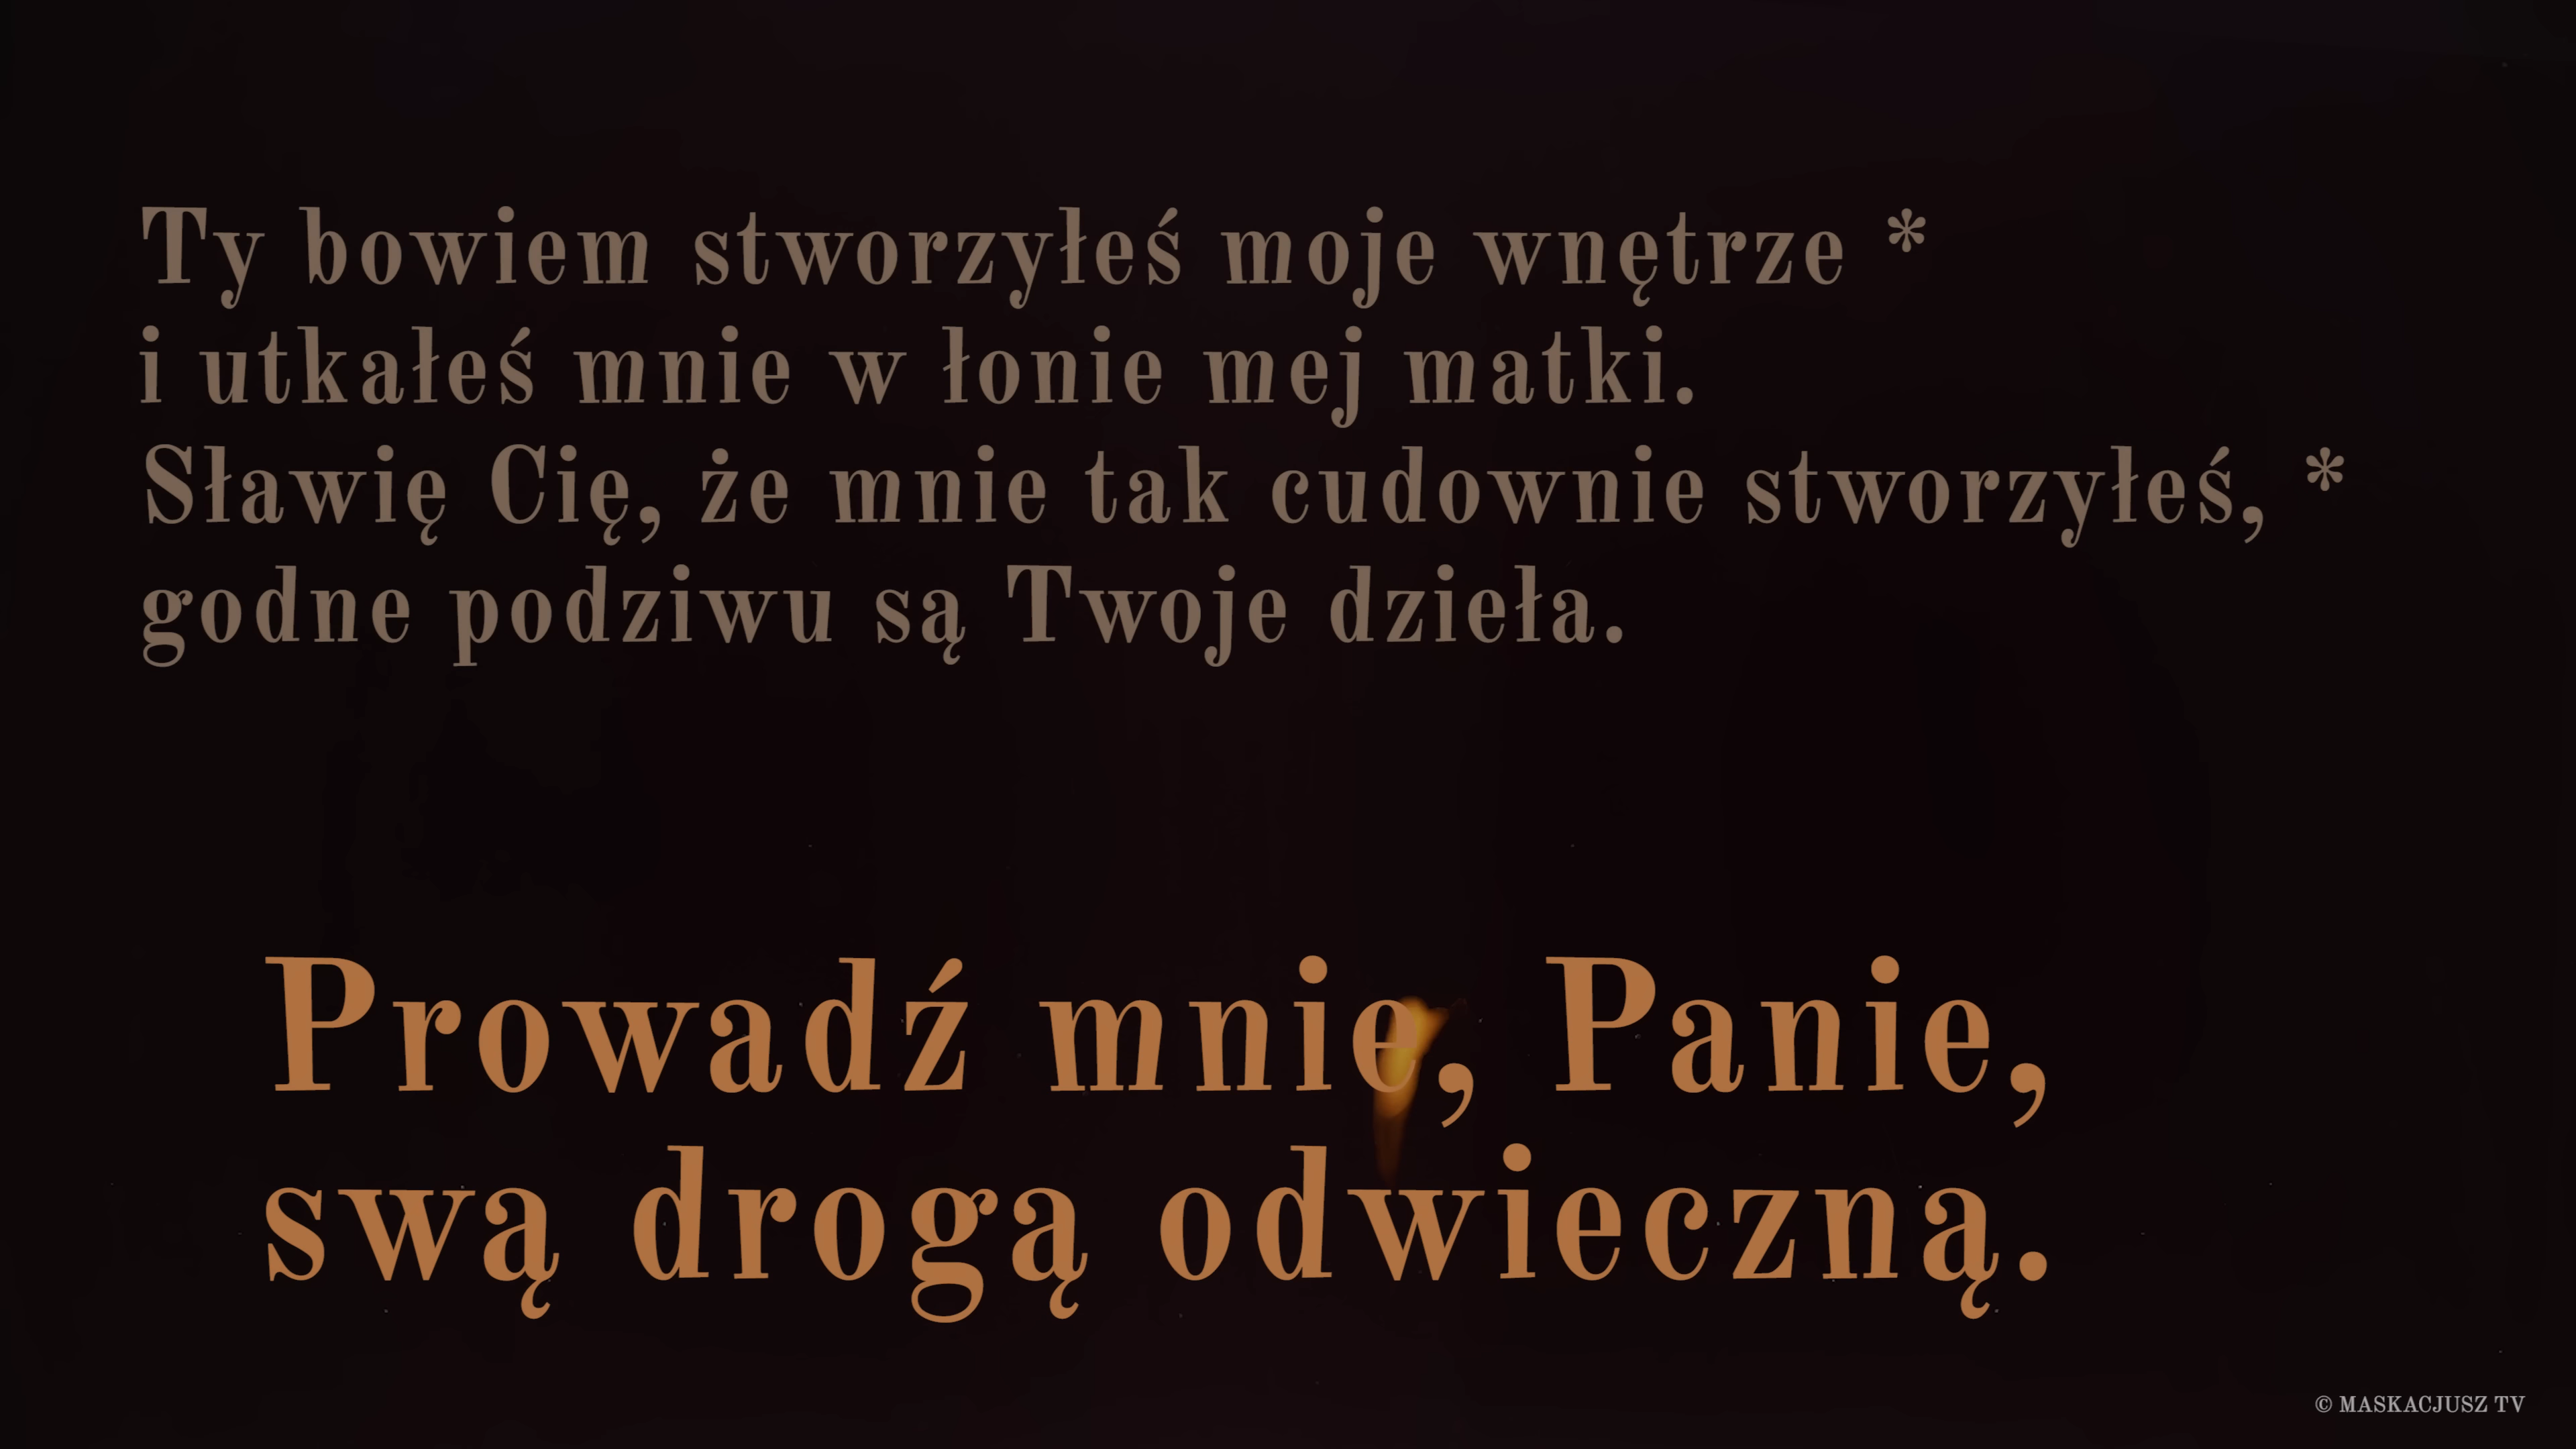 Ty bowiem stworzyłeś moje wnętrze *
i utkałeś mnie w łonie mej matki.
Sławię Cię, że mnie tak cudownie stworzyłeś, *
godne podziwu są Twoje dzieła.
Prowadź mnie, Panie,
swą drogą odwieczną.
© MASKACJUSZ TV